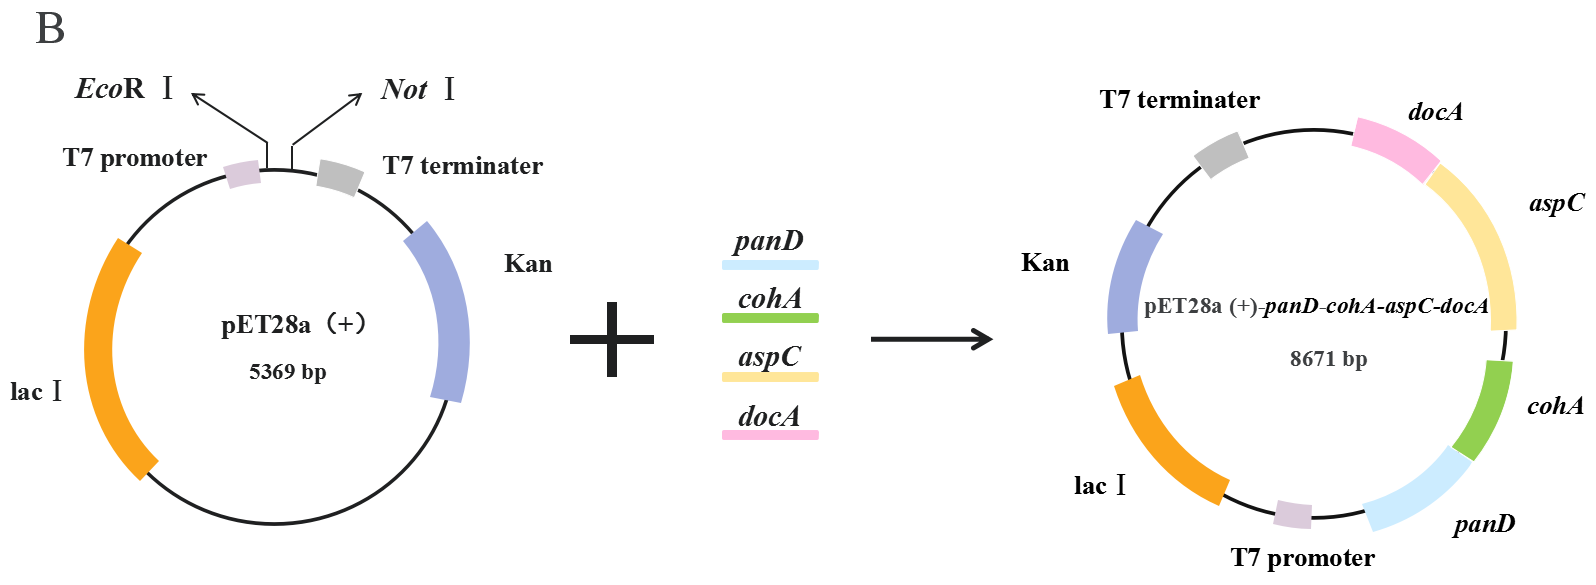 B
EcoR Ⅰ
Not Ⅰ
T7 promoter
T7 terminater
Kan
pET28a（+）
5369 bp
lac Ⅰ
panD
cohA
aspC
docA
T7 terminater
docA
aspC
Kan
pET28a (+)-panD-cohA-aspC-docA
8671 bp
cohA
lac Ⅰ
panD
T7 promoter